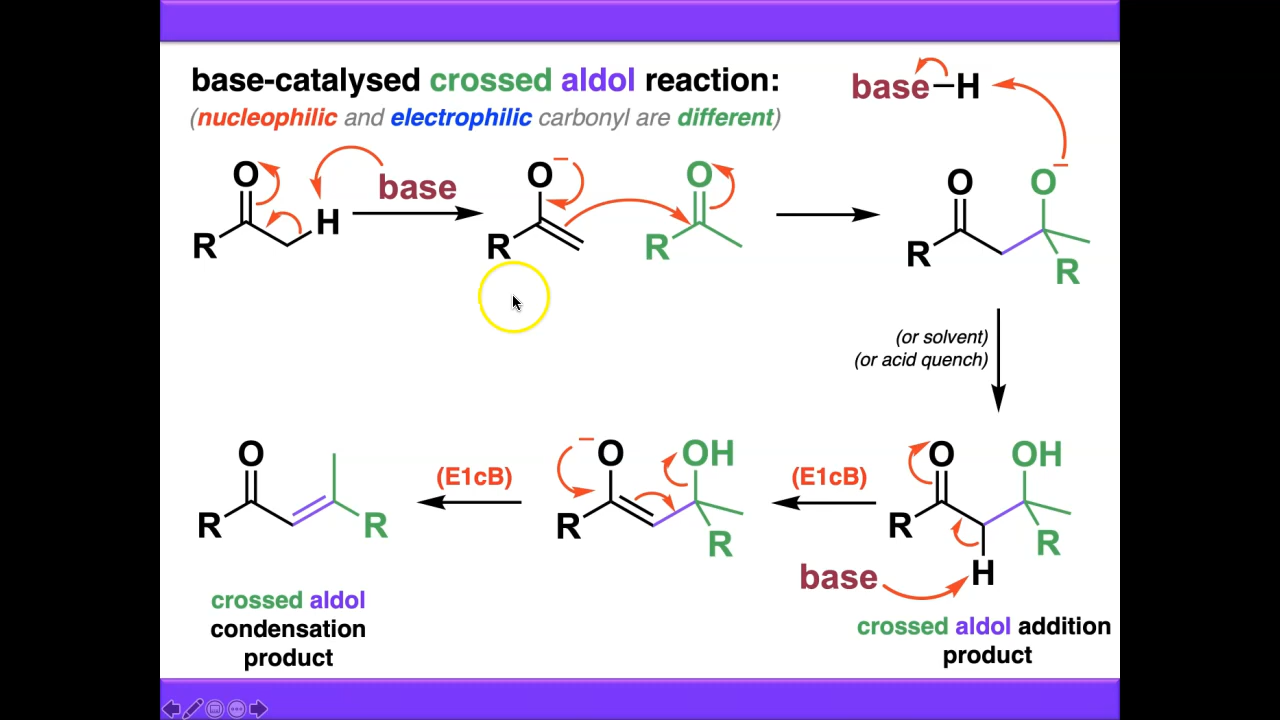 base-catalysed crossed aldol reaction:
(nucleophilic and electrophilic carbonyl are different)
base–H
O
H
R
base
O−
R
O
R
O
O−
R
R
(or solvent)
(or acid quench)
O
R
(E1cB)
−O
OH
R
R
(E1cB)
O
OH
R
R
H
base
R
crossed aldol
condensation
product
crossed aldol addition
product